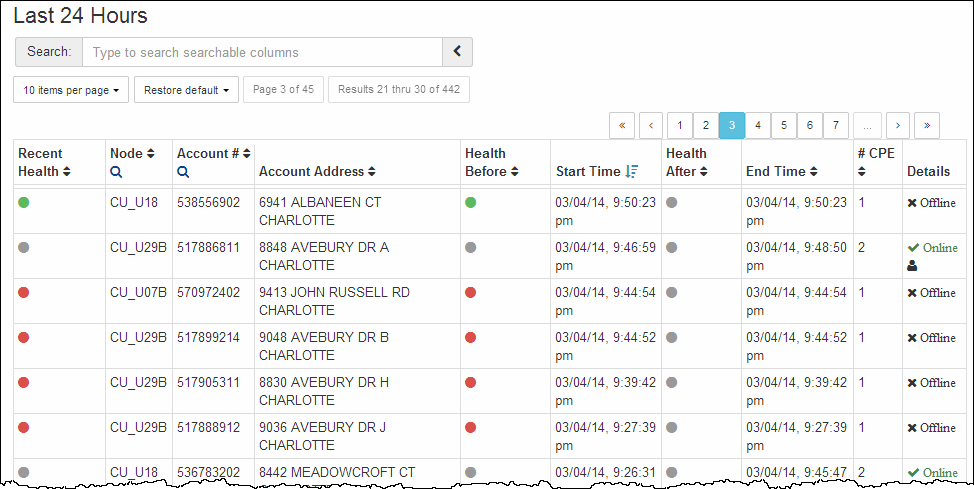 Last 24 Hours
Search: Type to search searchable columns
10 items per page Restore default Page 3 of 45 Results 21 thru 30 of 442
« ‹ 1 2 3 4 5 6 7 ... › »
Recent Health Node Account # Account Address Health Before Start Time Health After End Time # CPE Details
CU_U18 538556902 6941 ALBANEEN CT CHARLOTTE 03/04/14, 9:50:23 pm 03/04/14, 9:50:23 pm 1 Offline
CU_U29B 517886811 8848 AVEBURY DR A CHARLOTTE 03/04/14, 9:46:59 pm 03/04/14, 9:48:50 pm 2 Online
CU_U07B 570972402 9413 JOHN RUSSELL RD CHARLOTTE 03/04/14, 9:44:54 pm 03/04/14, 9:44:54 pm 1 Offline
CU_U29B 517899214 9048 AVEBURY DR B CHARLOTTE 03/04/14, 9:44:52 pm 03/04/14, 9:44:52 pm 1 Offline
CU_U29B 517905311 8830 AVEBURY DR H CHARLOTTE 03/04/14, 9:39:42 pm 03/04/14, 9:39:42 pm 1 Offline
CU_U29B 517888912 9036 AVEBURY DR J CHARLOTTE 03/04/14, 9:27:39 pm 03/04/14, 9:27:39 pm 1 Offline
CU_U18 536783202 8442 MEADOWCROFT CT 03/04/14, 9:26:31 03/04/14, 9:45:47 2 Online